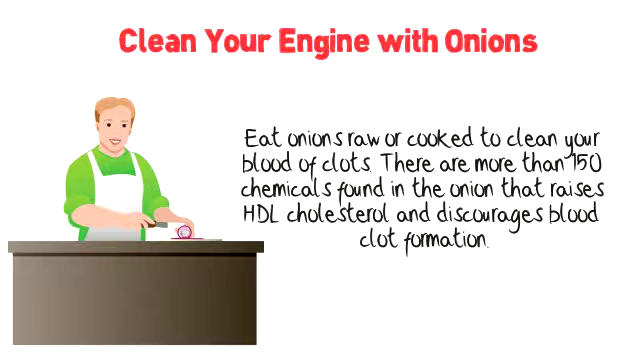 Clean Your Engine with Onions
Eat onions raw or cooked to clean your
blood of clots. There are more than 150
chemicals found in the onion that raises
HDL cholesterol and discourages blood
clot formation.